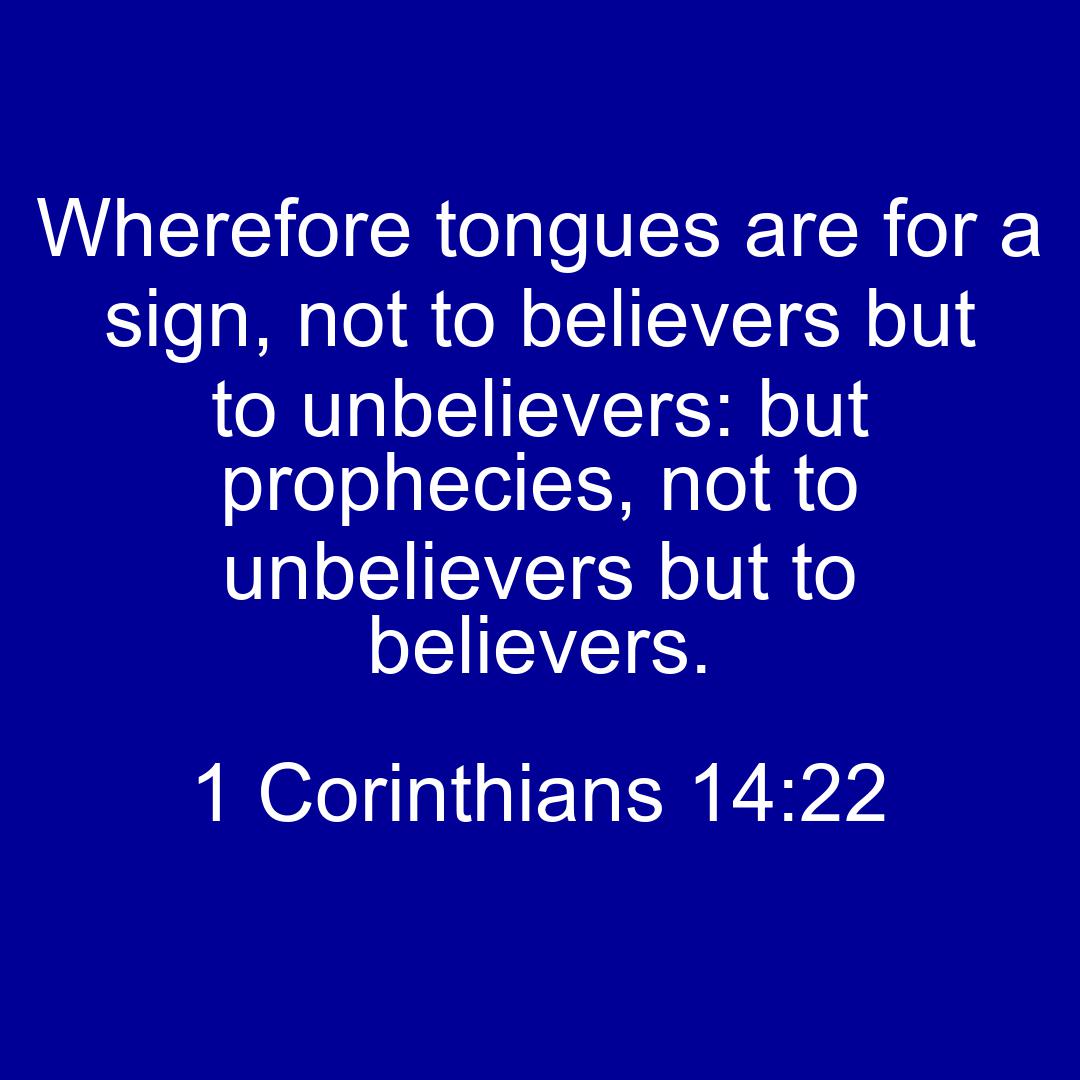 Wherefore tongues are for a
sign, not to believers but
to unbelievers: but
prophecies, not to
unbelievers but to
believers.
1 Corinthians 14:22